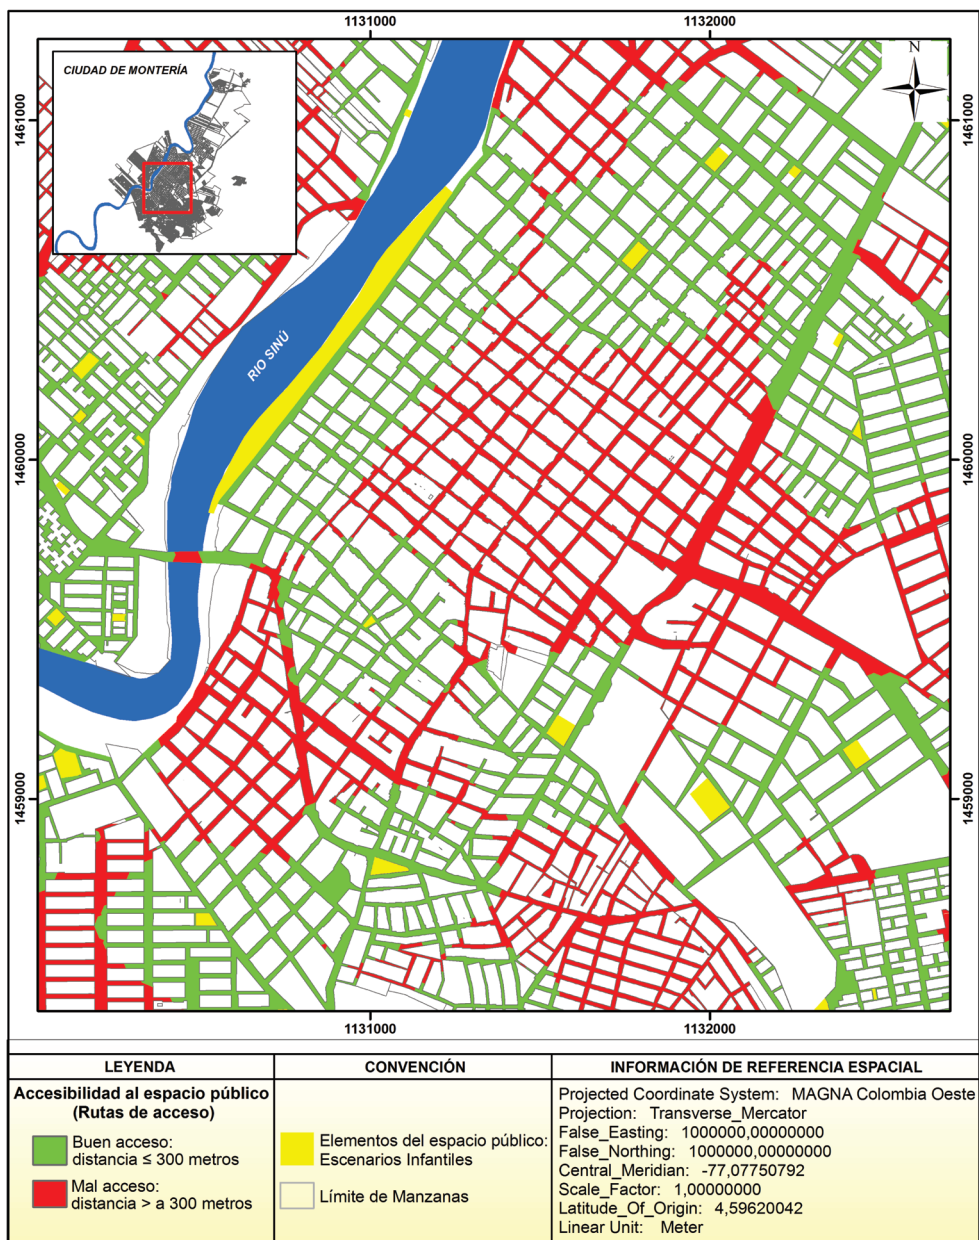 1131000
1132000
CIUDAD DE MONTERÍA
N
1461000
1461000
RIO SINÚ
1460000
1460000
1459000
1459000
1131000
1132000
LEYENDA
Accesibilidad al espacio público
(Rutas de acceso)
Buen acceso:
distancia ≤ 300 metros
Mal acceso:
distancia > a 300 metros
CONVENCIÓN
Elementos del espacio público:
Escenarios Infantiles
Límite de Manzanas
INFORMACIÓN DE REFERENCIA ESPACIAL
Projected Coordinate System: MAGNA Colombia Oeste
Projection: Transverse_Mercator
False_Easting: 1000000,00000000
False_Northing: 1000000,00000000
Central_Meridian: -77,07750792
Scale_Factor: 1,00000000
Latitude_Of_Origin: 4,59620042
Linear Unit: Meter